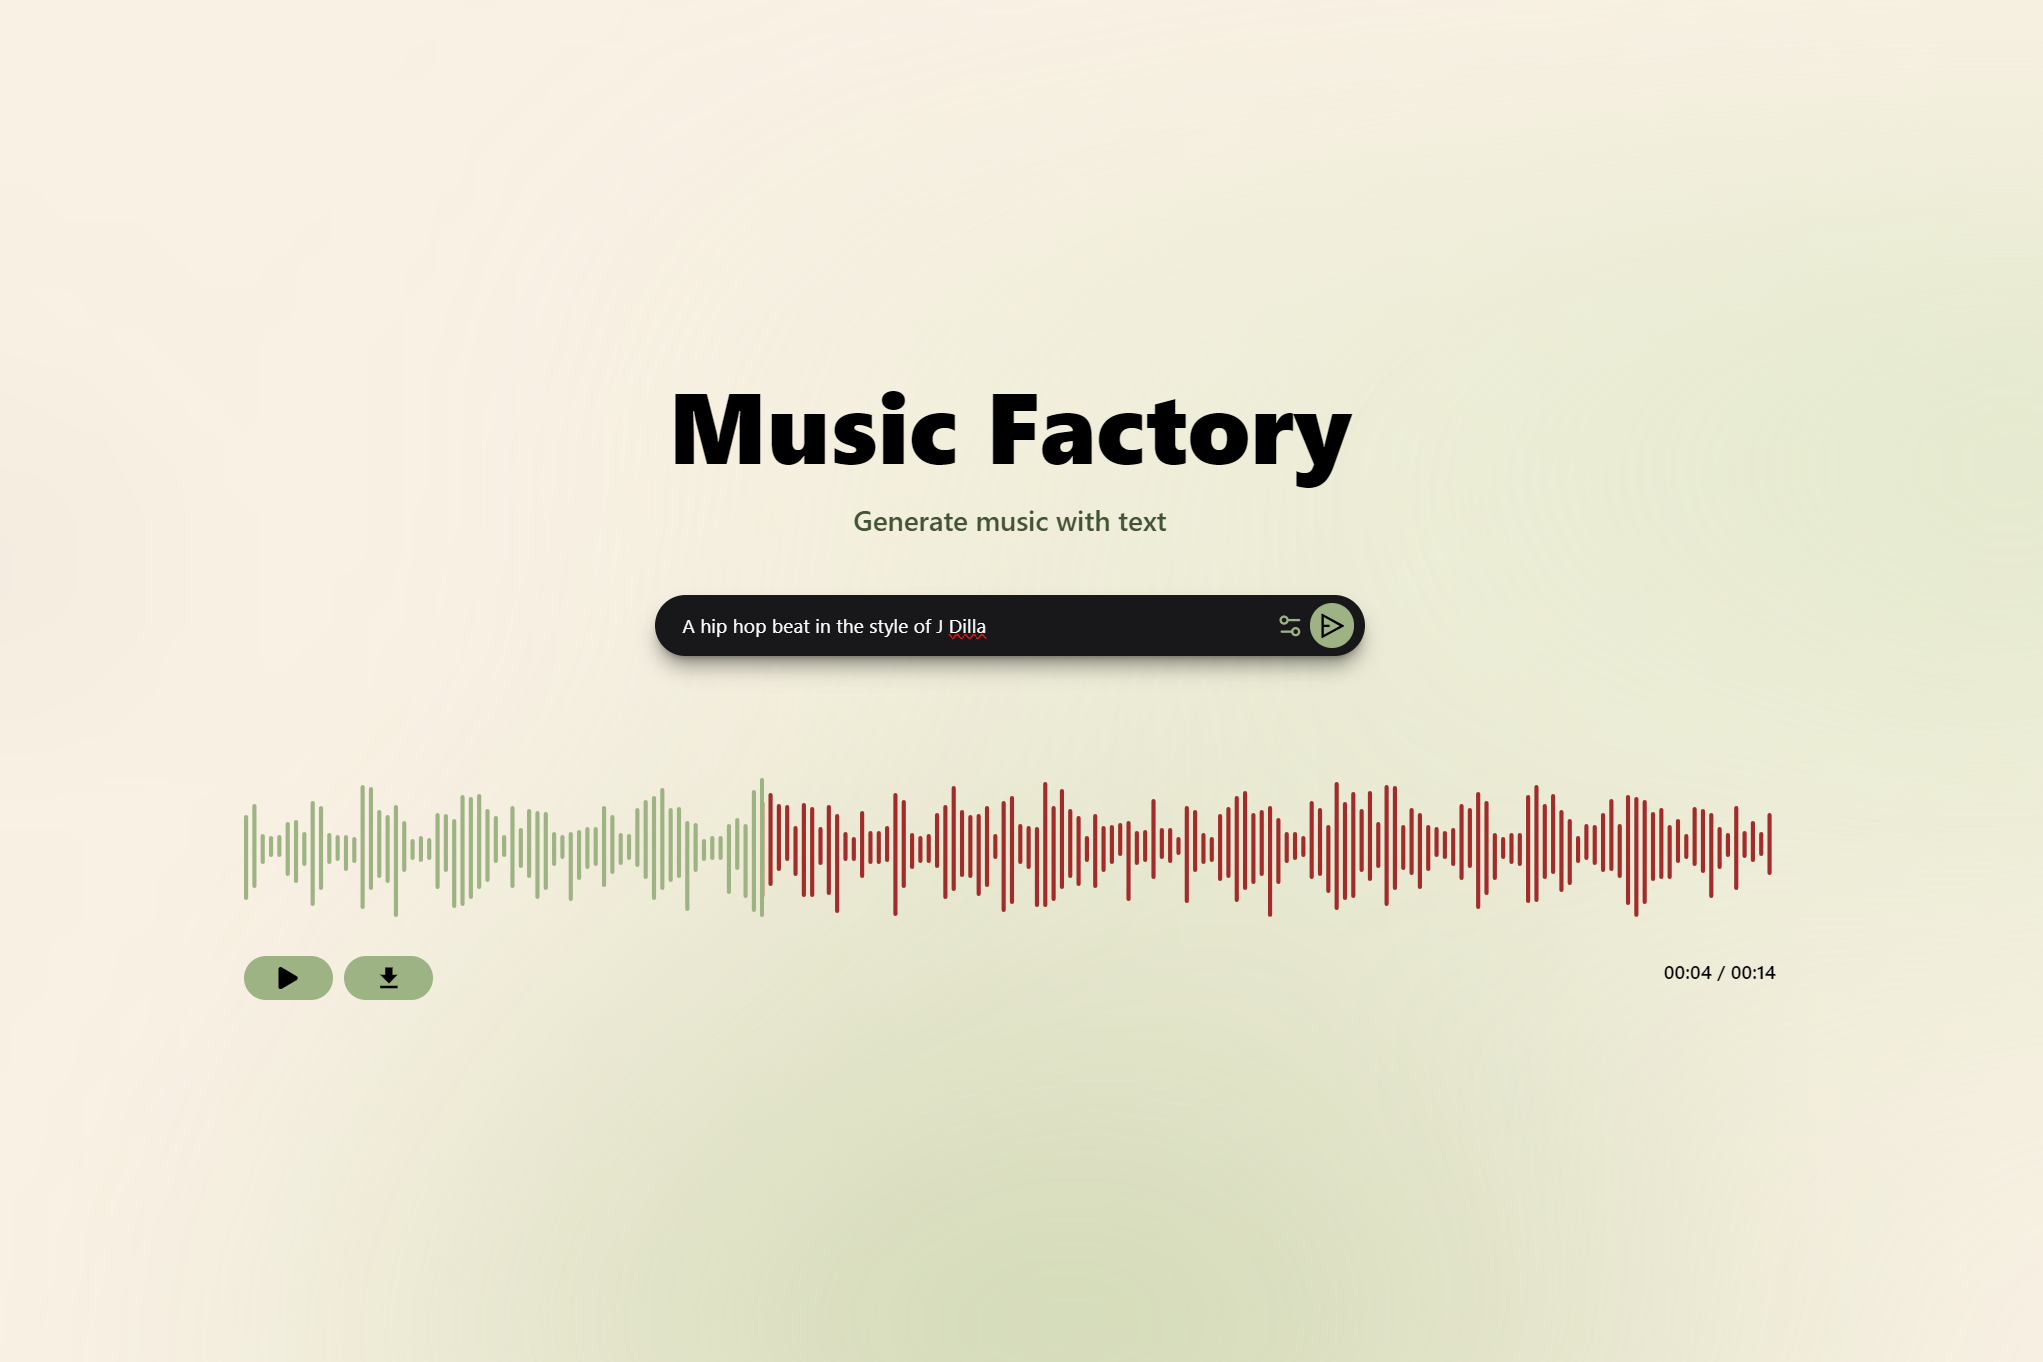 Music Factory
Generate music with text
A hip hop beat in the style of J Dilla
00:04 / 00:14